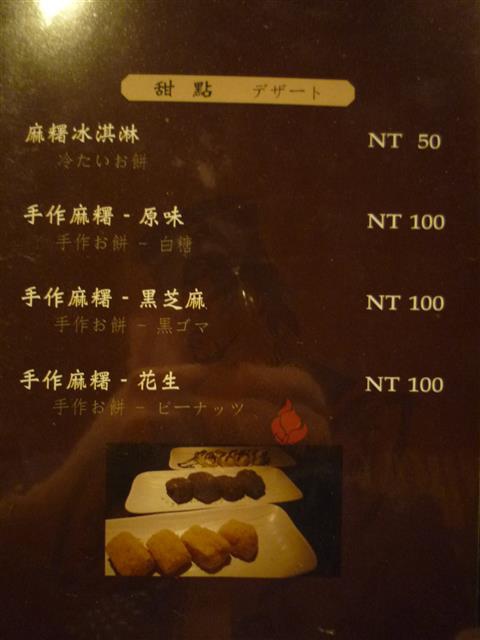 甜 點 デザート
麻糬冰淇淋 NT 50
冷たいお餅
手作麻糬 - 原味 NT 100
手作お餅 - 白糖
手作麻糬 - 黑芝麻 NT 100
手作お餅 - 黒ゴマ
手作麻糬 - 花生 NT 100
手作お餅 - ピーナッツ